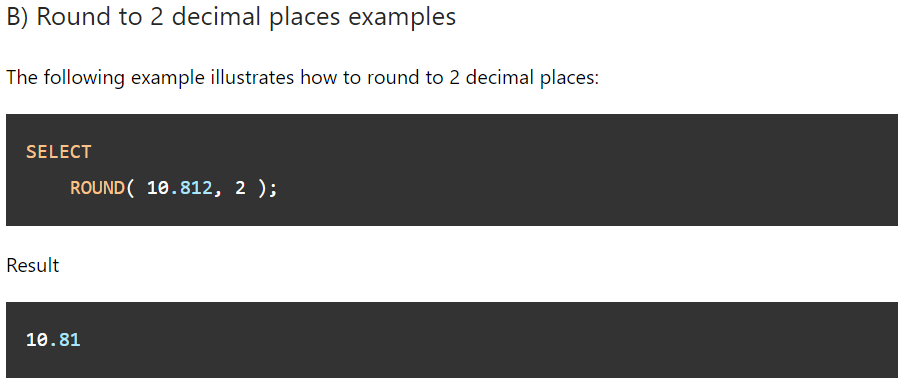 B) Round to 2 decimal places examples
The following example illustrates how to round to 2 decimal places:
SELECT
ROUND( 10.812, 2 );
Result
10.81